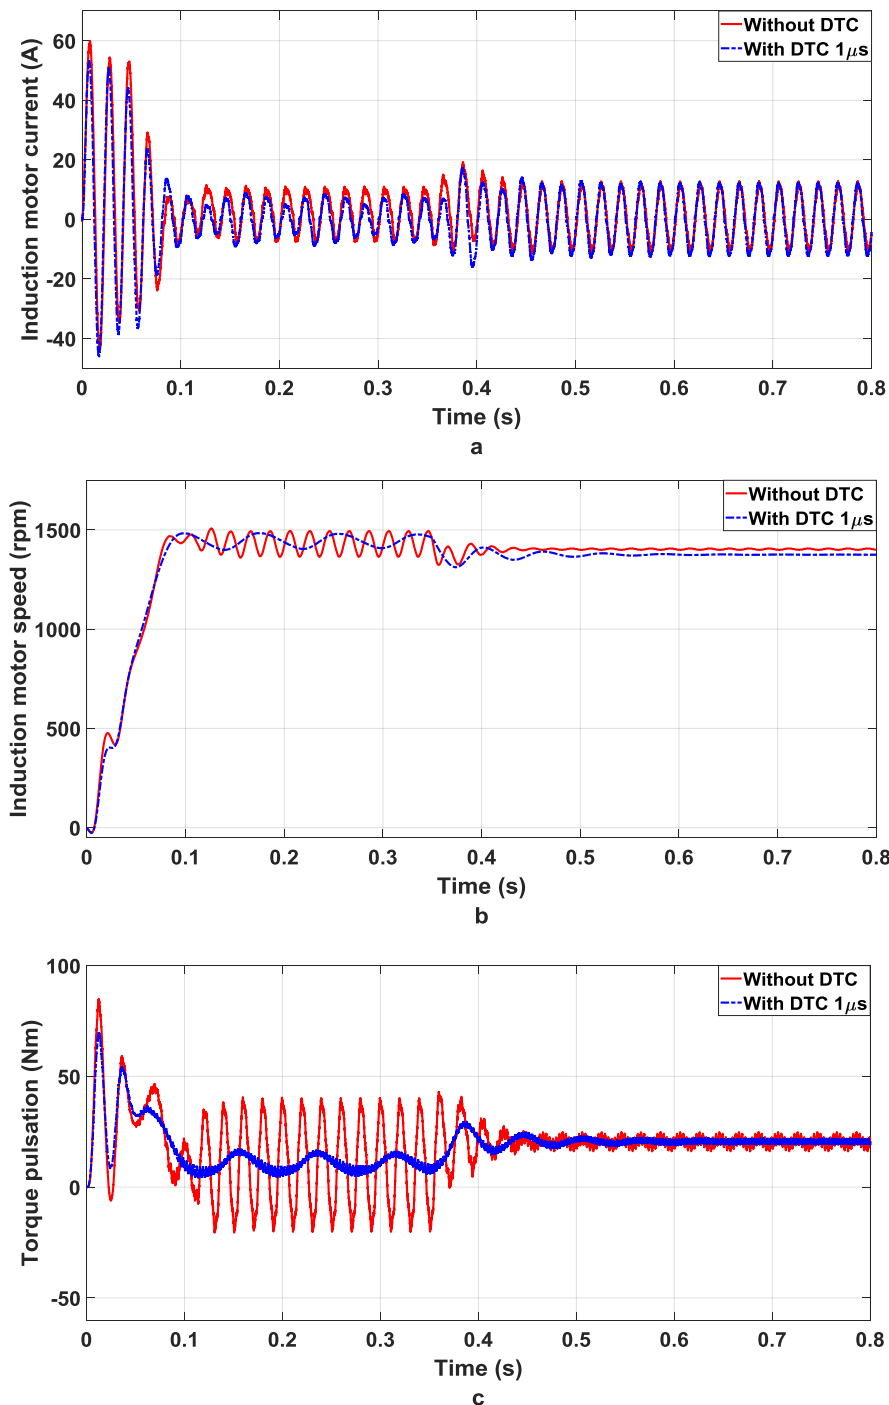 Induction motor current (A)
60
40
20
0
-20
-40
Without DTC
With DTC 1μs
0 0.1 0.2 0.3 0.4 0.5 0.6 0.7 0.8
Time (s)
a
Induction motor speed (rpm)
1500
1000
500
0
Without DTC
With DTC 1μs
0 0.1 0.2 0.3 0.4 0.5 0.6 0.7 0.8
Time (s)
b
Torque pulsation (Nm)
100
50
0
-50
Without DTC
With DTC 1μs
0 0.1 0.2 0.3 0.4 0.5 0.6 0.7 0.8
Time (s)
c